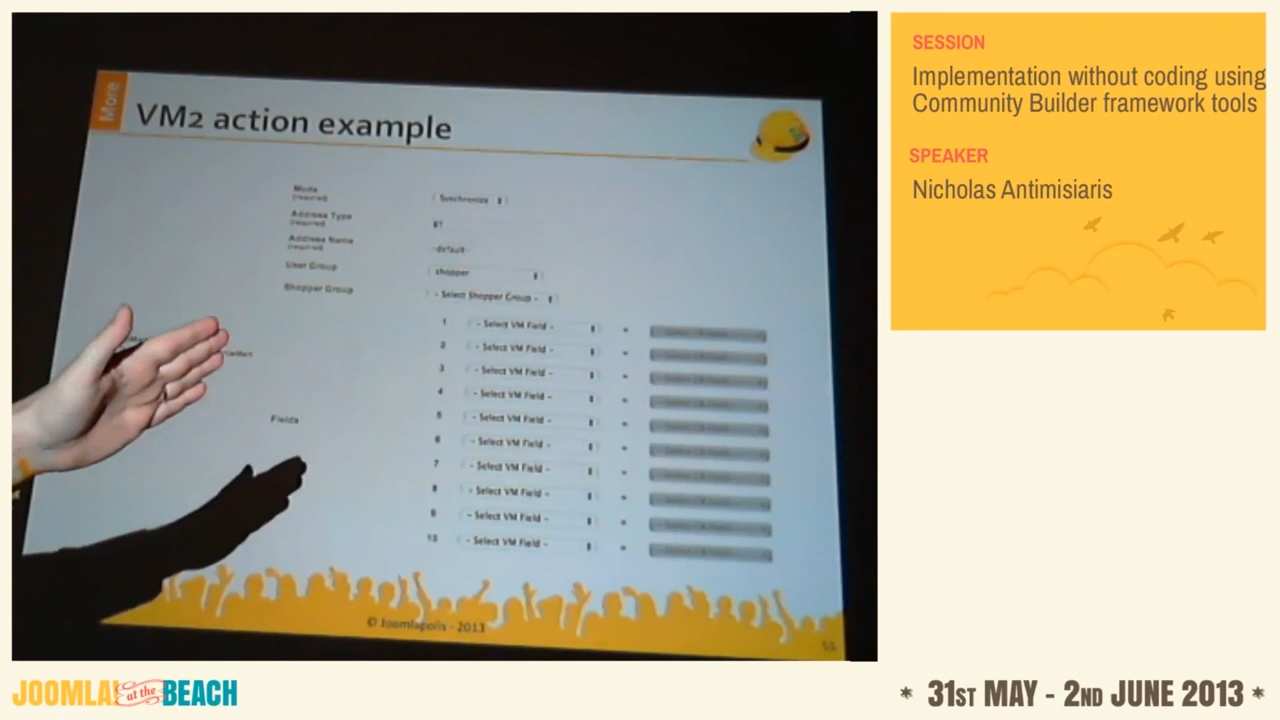 More
VM2 action example
Mode
(required)
Synchronize
Address Type
(required)
BT
Address Name
(required)
-default-
User Group
shopper
Shopper Group
- Select Shopper Group -
Fields
1 - Select VM Field - =
2 - Select VM Field - =
3 - Select VM Field - =
4 - Select VM Field - =
5 - Select VM Field - =
6 - Select VM Field - =
7 - Select VM Field - =
8 - Select VM Field - =
9 - Select VM Field - =
10 - Select VM Field - =
© Joomlapolis - 2013
SESSION
Implementation without coding using
Community Builder framework tools
SPEAKER
Nicholas Antimisiaris
JOOMLA! at the BEACH
* 31ST MAY - 2ND JUNE 2013 *